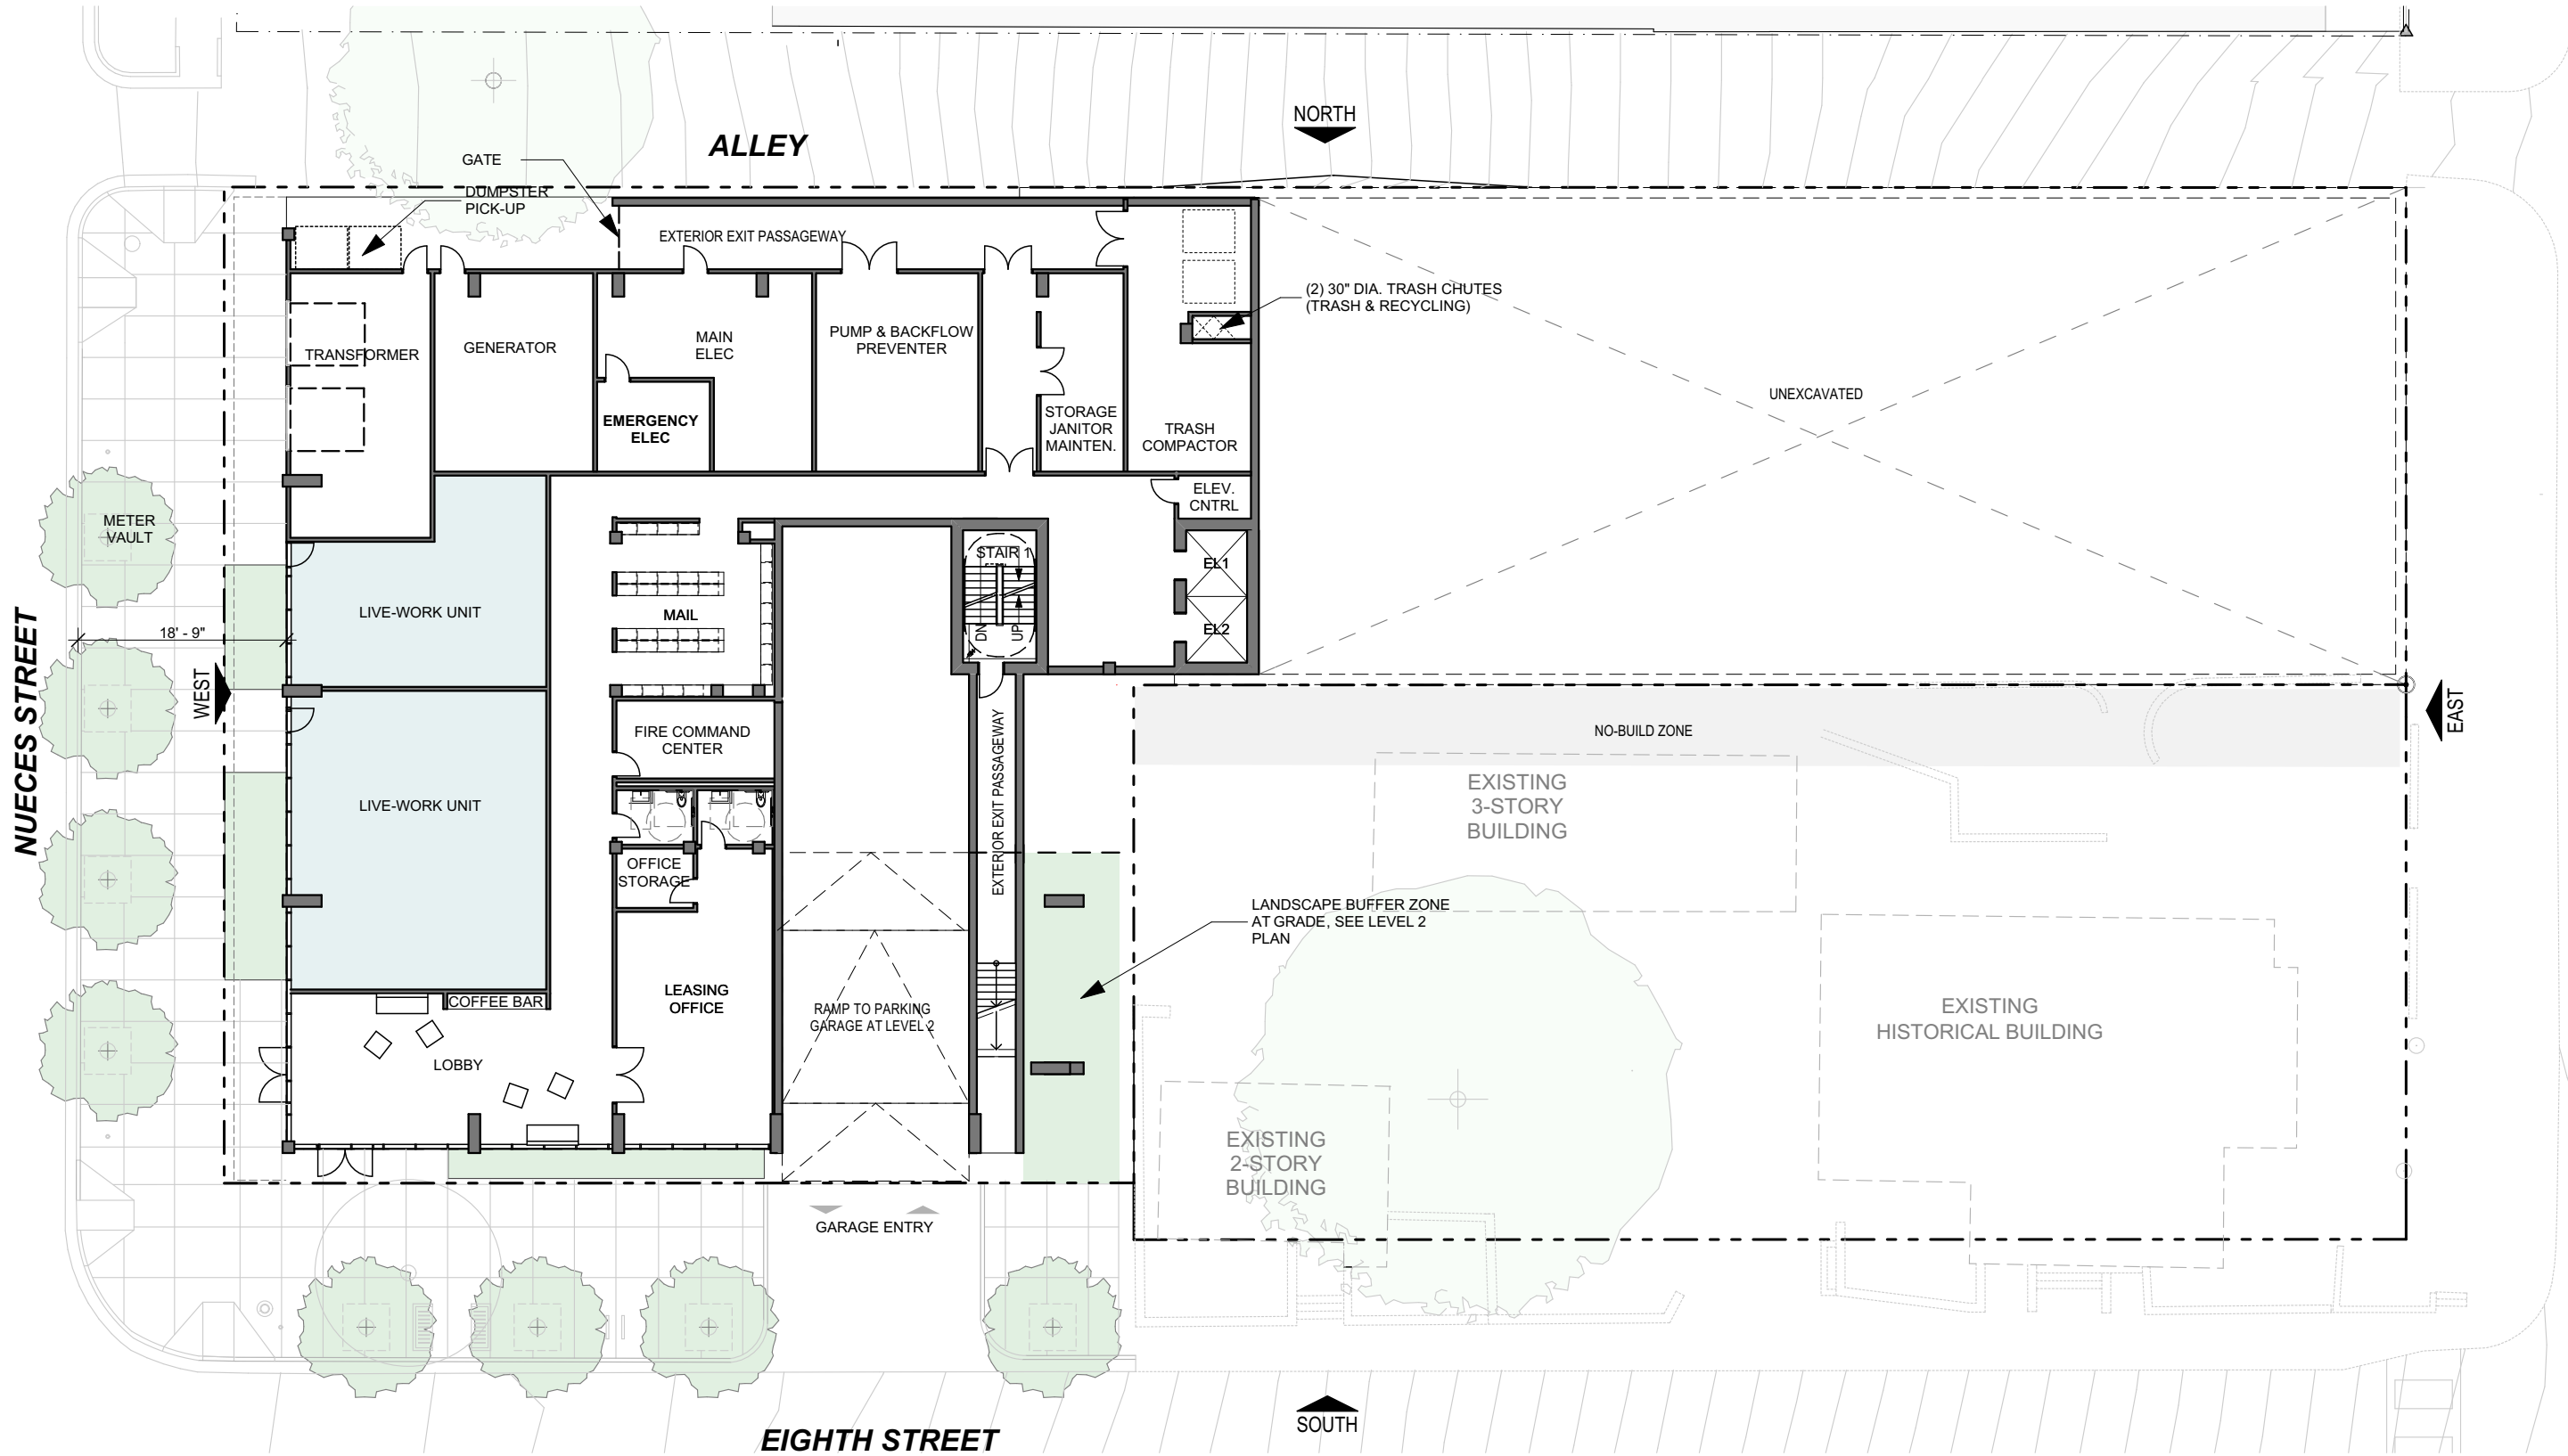 NORTH
ALLEY
GATE
DUMPSTER
PICK-UP
EXTERIOR EXIT PASSAGEWAY
(2) 30" DIA. TRASH CHUTES
(TRASH & RECYCLING)
TRANSFORMER
GENERATOR
MAIN
ELEC
PUMP & BACKFLOW
PREVENTER
EMERGENCY
ELEC
STORAGE
JANITOR
MAINTEN.
TRASH
COMPACTOR
UNEXCAVATED
ELEV.
CNTRL
METER
VAULT
STAIR 1
EL1
EL2
DN
UP
LIVE-WORK UNIT
MAIL
18' - 9"
NUECES STREET
WEST
EAST
NO-BUILD ZONE
FIRE COMMAND
CENTER
EXTERIOR EXIT PASSAGEWAY
LIVE-WORK UNIT
EXISTING
3-STORY
BUILDING
OFFICE
STORAGE
LANDSCAPE BUFFER ZONE
AT GRADE, SEE LEVEL 2
PLAN
LEASING
OFFICE
COFFEE BAR
RAMP TO PARKING
GARAGE AT LEVEL 2
LOBBY
EXISTING
HISTORICAL BUILDING
EXISTING
2-STORY
BUILDING
GARAGE ENTRY
SOUTH
EIGHTH STREET